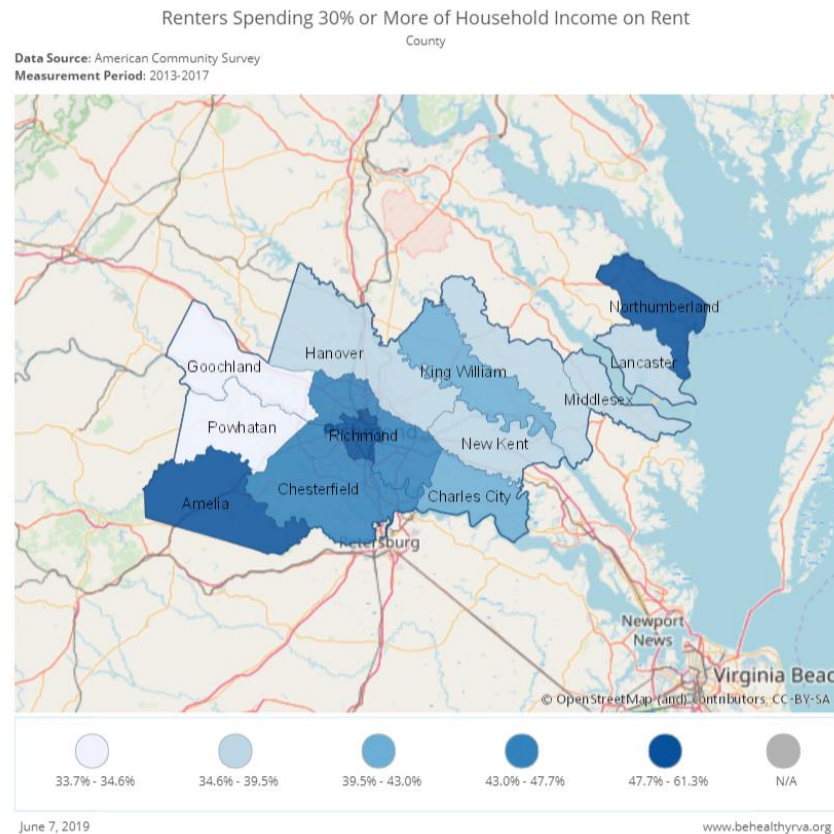 Renters Spending 30% or More of Household Income on Rent
County
Data Source: American Community Survey
Measurement Period: 2013-2017
Northumberland
Lancaster
Hanover
Goochland
King William
Middlesex
Powhatan
Richmond
New Kent
Chesterfield
Charles City
Amelia
Petersburg
Newport
News
Virginia Beac
© OpenStreetMap (and) contributors, CC-BY-SA
33.7% - 34.6%
34.6% - 39.5%
39.5% - 43.0%
43.0% - 47.7%
47.7% - 61.3%
N/A
June 7, 2019
www.behealthyrva.org